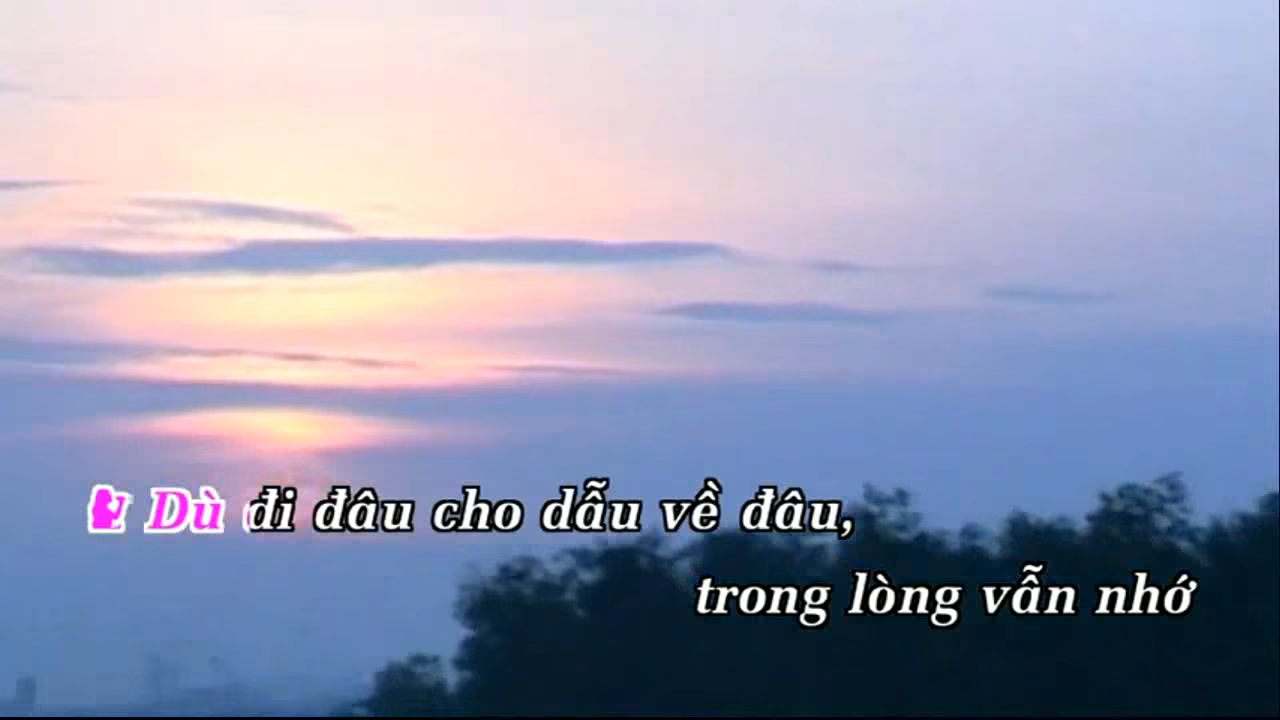 Dù đi đâu cho dẫu về đâu,
trong lòng vẫn nhớ